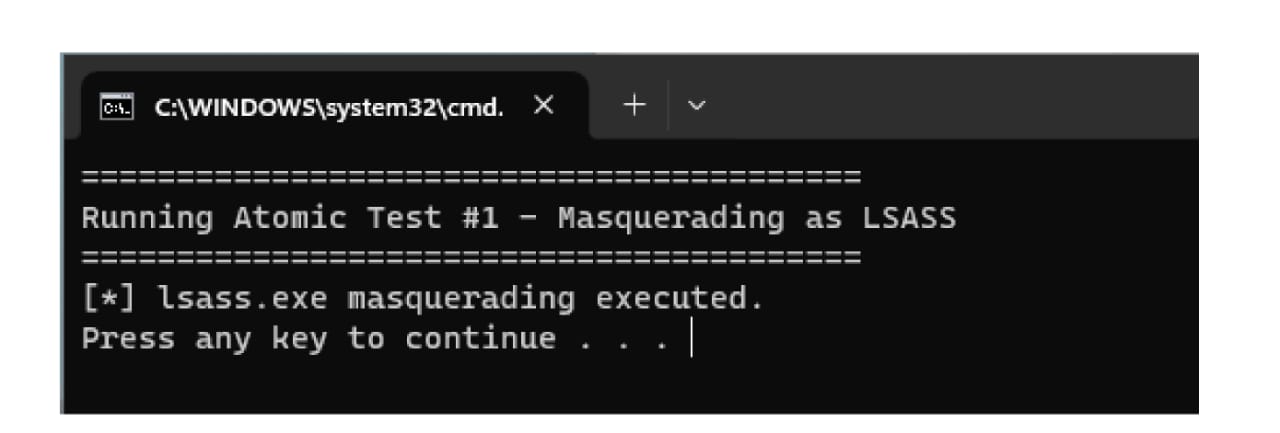 C:\WINDOWS\system32\cmd.
=========================================
Running Atomic Test #1 - Masquerading as LSASS
=========================================
[*] lsass.exe masquerading executed.
Press any key to continue . . .